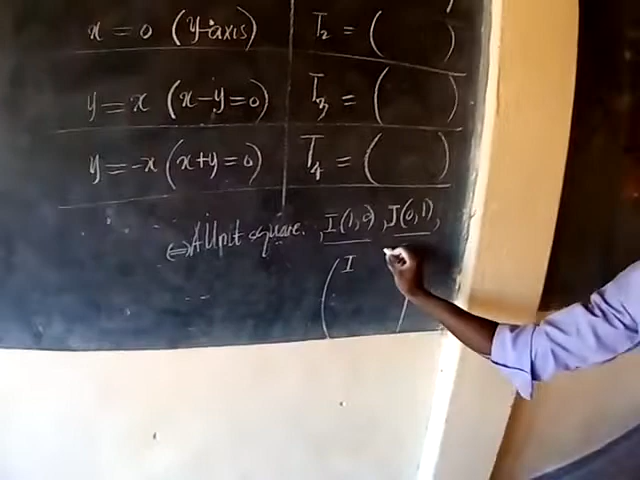 x = 0 (y-axis) T₂ = ( )
y = x (x-y=0) T₃ = ( )
y = -x (x+y=0) T₄ = ( )
⇔ A Unit square. , I(1,0) , J(0,1),
( I )